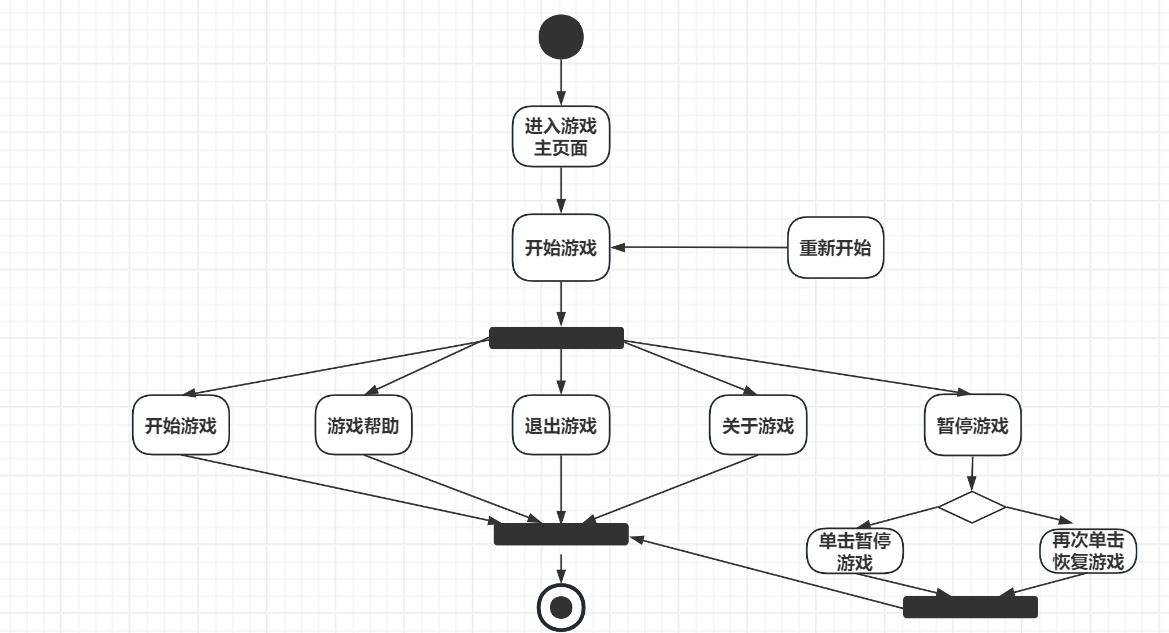 进入游戏
主页面
开始游戏
重新开始
开始游戏
游戏帮助
退出游戏
关于游戏
暂停游戏
单击暂停
游戏
再次单击
恢复游戏